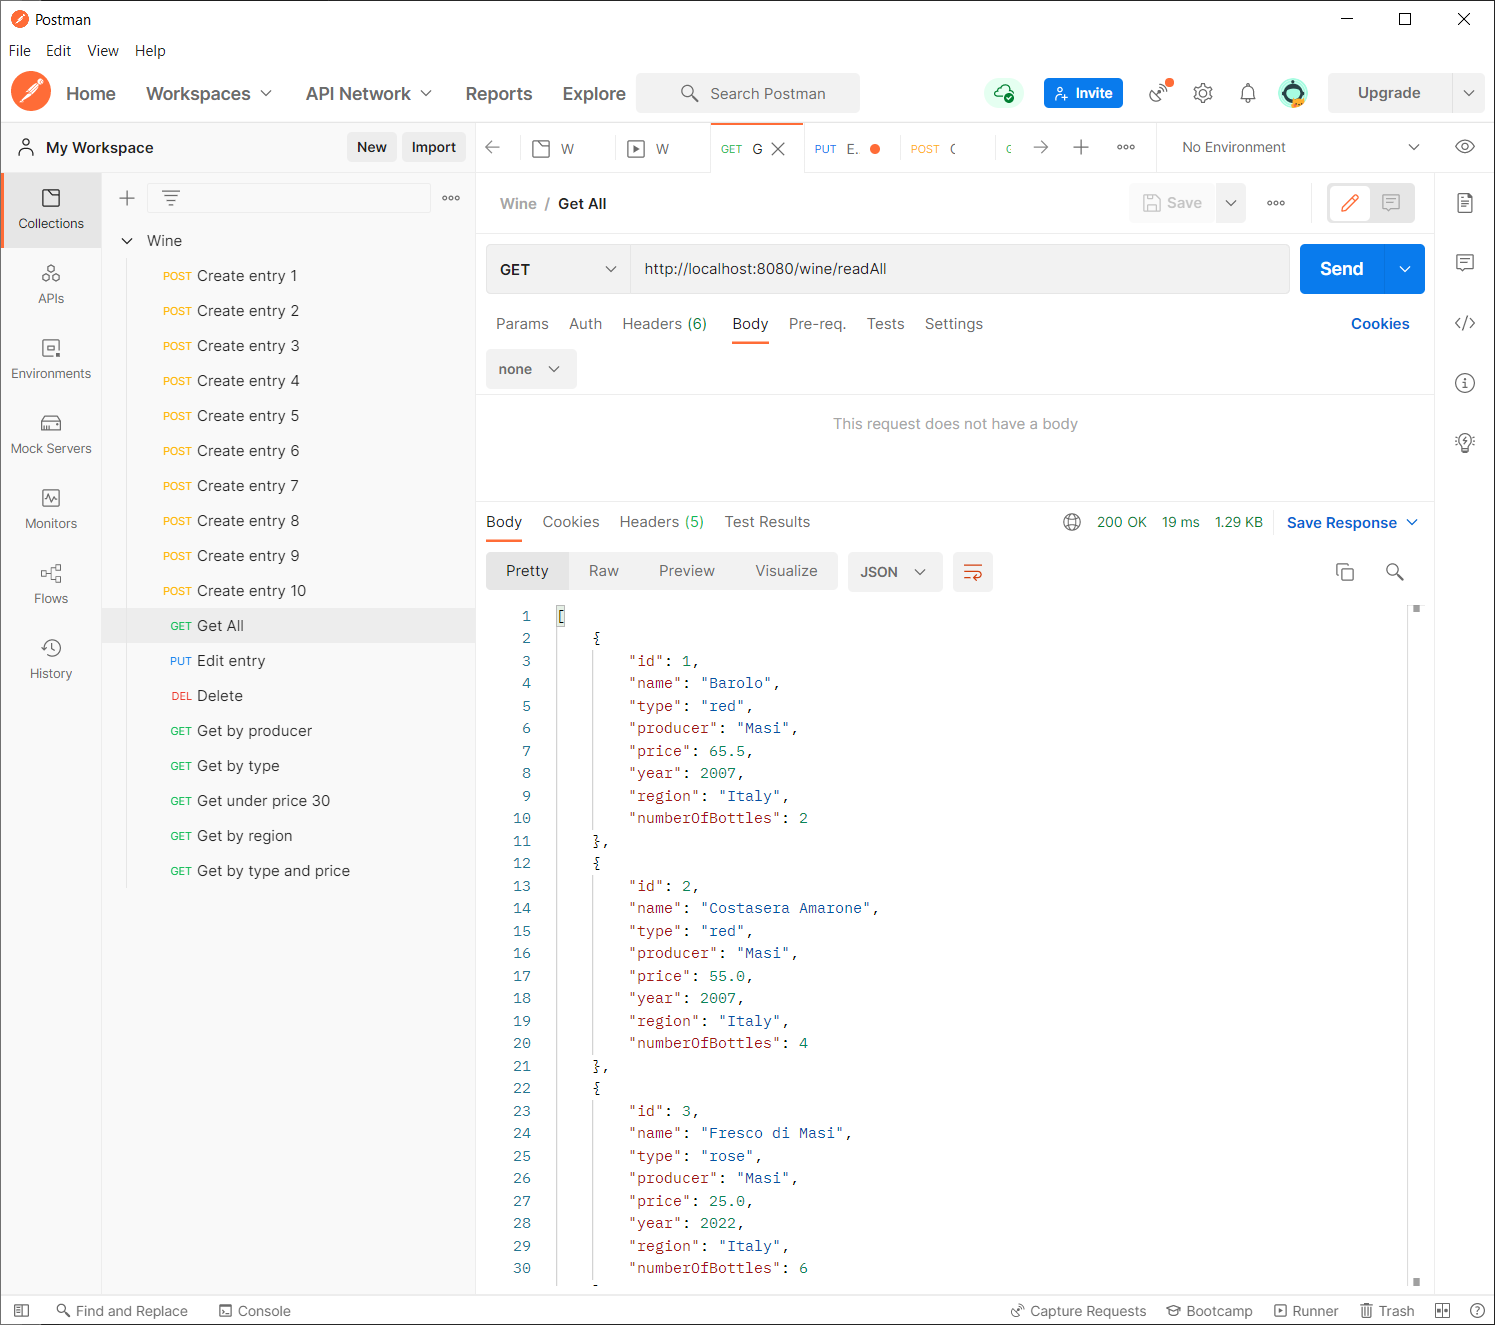 Postman
File Edit View Help
Home Workspaces API Network Reports Explore Search Postman Invite Upgrade
My Workspace New Import W W GET G PUT E. POST No Environment
Collections
APIs
Environments
Mock Servers
Monitors
Flows
History
Wine
POST Create entry 1
POST Create entry 2
POST Create entry 3
POST Create entry 4
POST Create entry 5
POST Create entry 6
POST Create entry 7
POST Create entry 8
POST Create entry 9
POST Create entry 10
GET Get All
PUT Edit entry
DEL Delete
GET Get by producer
GET Get by type
GET Get under price 30
GET Get by region
GET Get by type and price
Wine / Get All Save
GET http://localhost:8080/wine/readAll Send
Params Auth Headers (6) Body Pre-req. Tests Settings Cookies
none
This request does not have a body
Body Cookies Headers (5) Test Results 200 OK 19 ms 1.29 KB Save Response
Pretty Raw Preview Visualize JSON
1 [
2 {
3 "id": 1,
4 "name": "Barolo",
5 "type": "red",
6 "producer": "Masi",
7 "price": 65.5,
8 "year": 2007,
9 "region": "Italy",
10 "numberOfBottles": 2
11 },
12 {
13 "id": 2,
14 "name": "Costasera Amarone",
15 "type": "red",
16 "producer": "Masi",
17 "price": 55.0,
18 "year": 2007,
19 "region": "Italy",
20 "numberOfBottles": 4
21 },
22 {
23 "id": 3,
24 "name": "Fresco di Masi",
25 "type": "rose",
26 "producer": "Masi",
27 "price": 25.0,
28 "year": 2022,
29 "region": "Italy",
30 "numberOfBottles": 6
Find and Replace Console Capture Requests Bootcamp Runner Trash